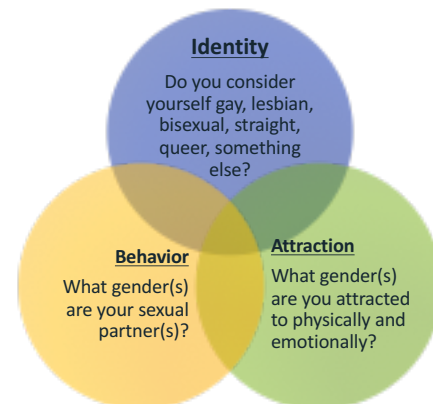 Identity
Do you consider
yourself gay, lesbian,
bisexual, straight,
queer, something
else?
Behavior
What gender(s)
are your sexual
partner(s)?
Attraction
What gender(s)
are you attracted
to physically and
emotionally?